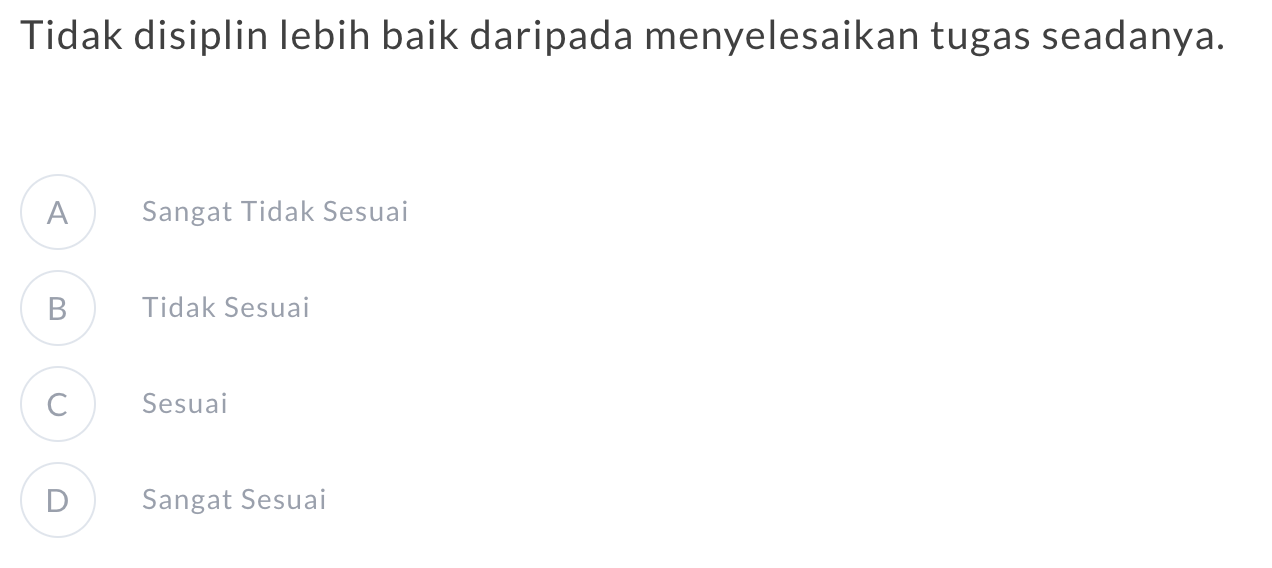 Tidak disiplin lebih baik daripada menyelesaikan tugas seadanya.
A Sangat Tidak Sesuai
B Tidak Sesuai
C Sesuai
D Sangat Sesuai